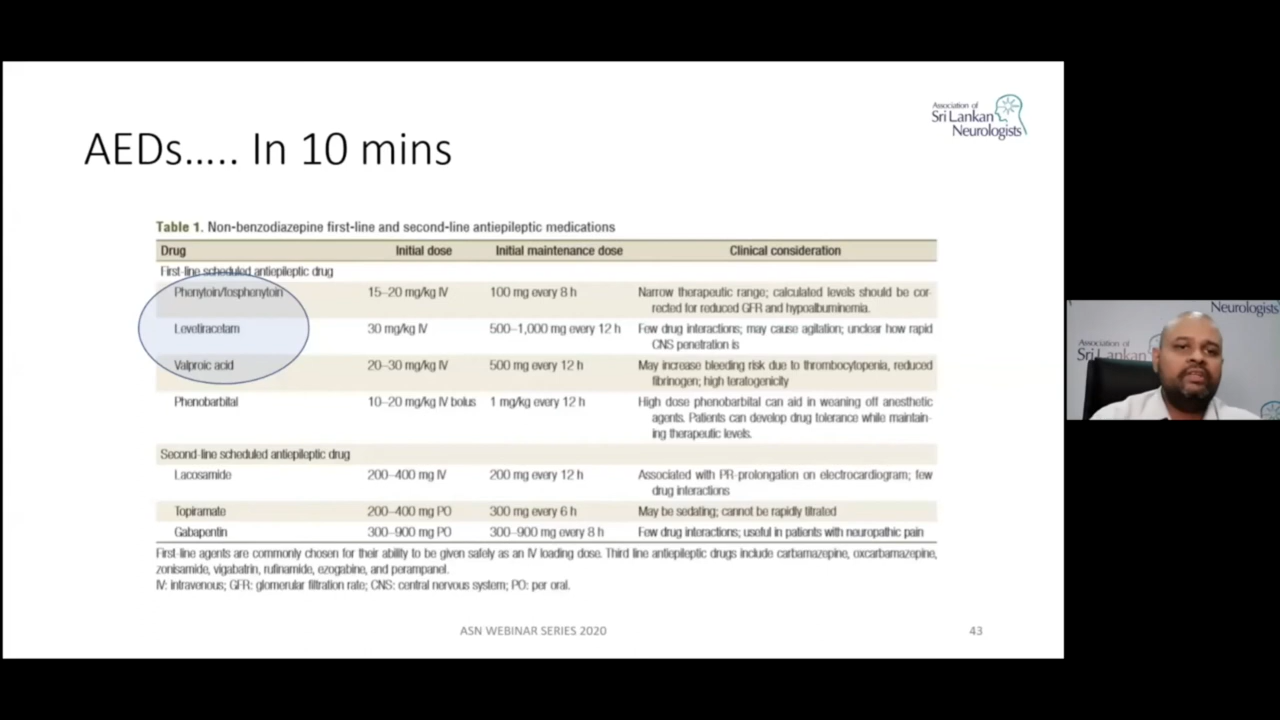 Association of
Sri Lankan
Neurologists
AEDs….. In 10 mins
Table 1. Non-benzodiazepine first-line and second-line antiepileptic medications
Drug Initial dose Initial maintenance dose Clinical consideration
First-line scheduled antiepileptic drug
Phenytoin/fosphenytoin 15–20 mg/kg IV 100 mg every 8 h Narrow therapeutic range; calculated levels should be cor-
rected for reduced GFR and hypoalbuminemia.
Levetiracetam 30 mg/kg IV 500–1,000 mg every 12 h Few drug interactions; may cause agitation; unclear how rapid
CNS penetration is
Valproic acid 20–30 mg/kg IV 500 mg every 12 h May increase bleeding risk due to thrombocytopenia, reduced
fibrinogen; high teratogenicity
Phenobarbital 10–20 mg/kg IV bolus 1 mg/kg every 12 h High dose phenobarbital can aid in weaning off anesthetic
agents. Patients can develop drug tolerance while maintain-
ing therapeutic levels.
Second-line scheduled antiepileptic drug
Lacosamide 200–400 mg IV 200 mg every 12 h Associated with PR-prolongation on electrocardiogram; few
drug interactions
Topiramate 200–400 mg PO 300 mg every 6 h May be sedating; cannot be rapidly titrated
Gabapentin 300–900 mg PO 300–900 mg every 8 h Few drug interactions; useful in patients with neuropathic pain
First-line agents are commonly chosen for their ability to be given safely as an IV loading dose. Third line antiepileptic drugs include carbamazepine, oxcarbamazepine,
zonisamide, vigabatrin, rufinamide, ezogabine, and perampanel.
IV: intravenous; GFR: glomerular filtration rate; CNS: central nervous system; PO: per oral.
ASN WEBINAR SERIES 2020 43
Neurologists
Association of
Sri Lankan